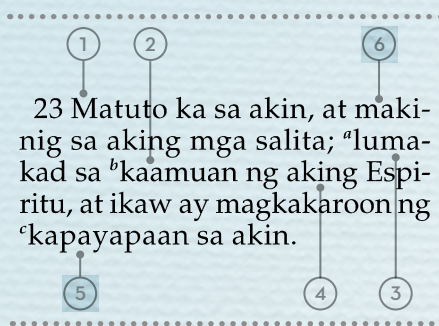 1 2 6
23 Matuto ka sa akin, at maki-
nig sa aking mga salita; ᵃluma-
kad sa ᵇkaamuan ng aking Espi-
ritu, at ikaw ay magkakaroon ng
ᶜkapayapaan sa akin.
5 4 3